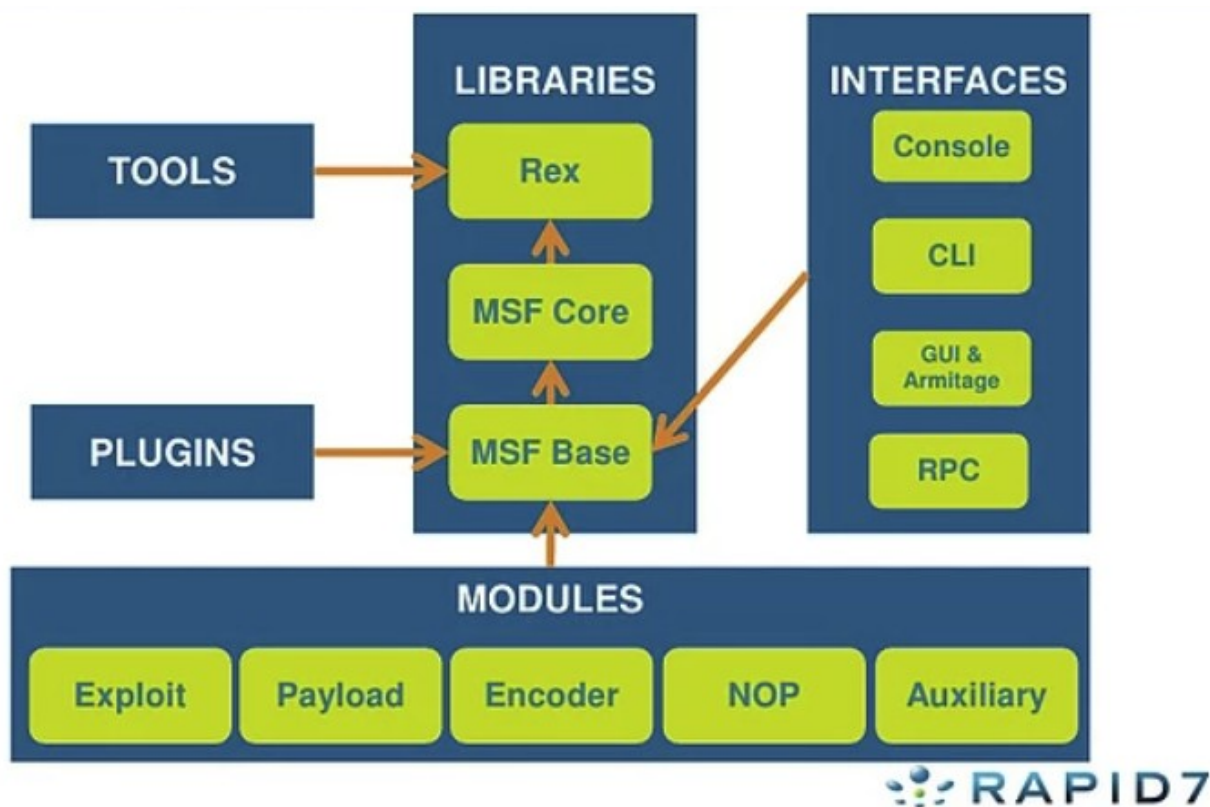 LIBRARIES
INTERFACES
TOOLS
Rex
Console
MSF Core
CLI
GUI &
Armitage
PLUGINS
MSF Base
RPC
MODULES
Exploit
Payload
Encoder
NOP
Auxiliary
RAPID7